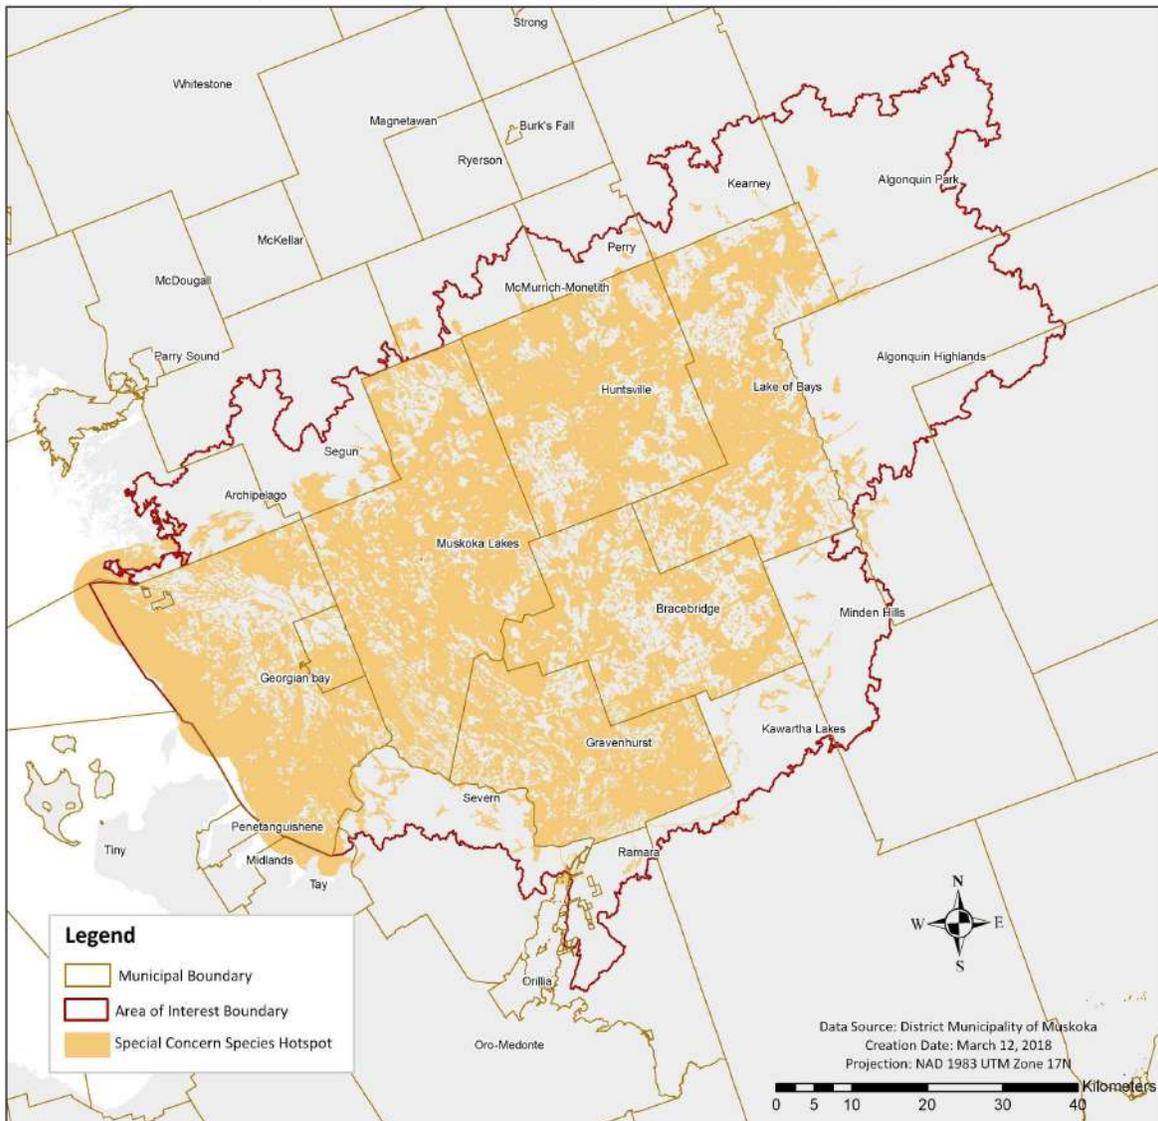 Strong
Whitestone
Magnetawan
Burk's Fall
Ryerson
Kearney
Algonquin Park
McKellar
Perry
McDougall
McMurrich-Monetith
Parry Sound
Algonquin Highlands
Huntsville
Lake of Bays
Segun
Archipelago
Muskoka Lakes
Bracebridge
Minden Hills
Georgian bay
Kawartha Lakes
Gravenhurst
Severn
Penetanguishene
Tiny
Midlands
Ramara
Tay
N
W
E
S
Orillia
Oro-Medonte
Legend
Municipal Boundary
Area of Interest Boundary
Special Concern Species Hotspot
Data Source: District Municipality of Muskoka
Creation Date: March 12, 2018
Projection: NAD 1983 UTM Zone 17N
Kilometers
0 5 10 20 30 40